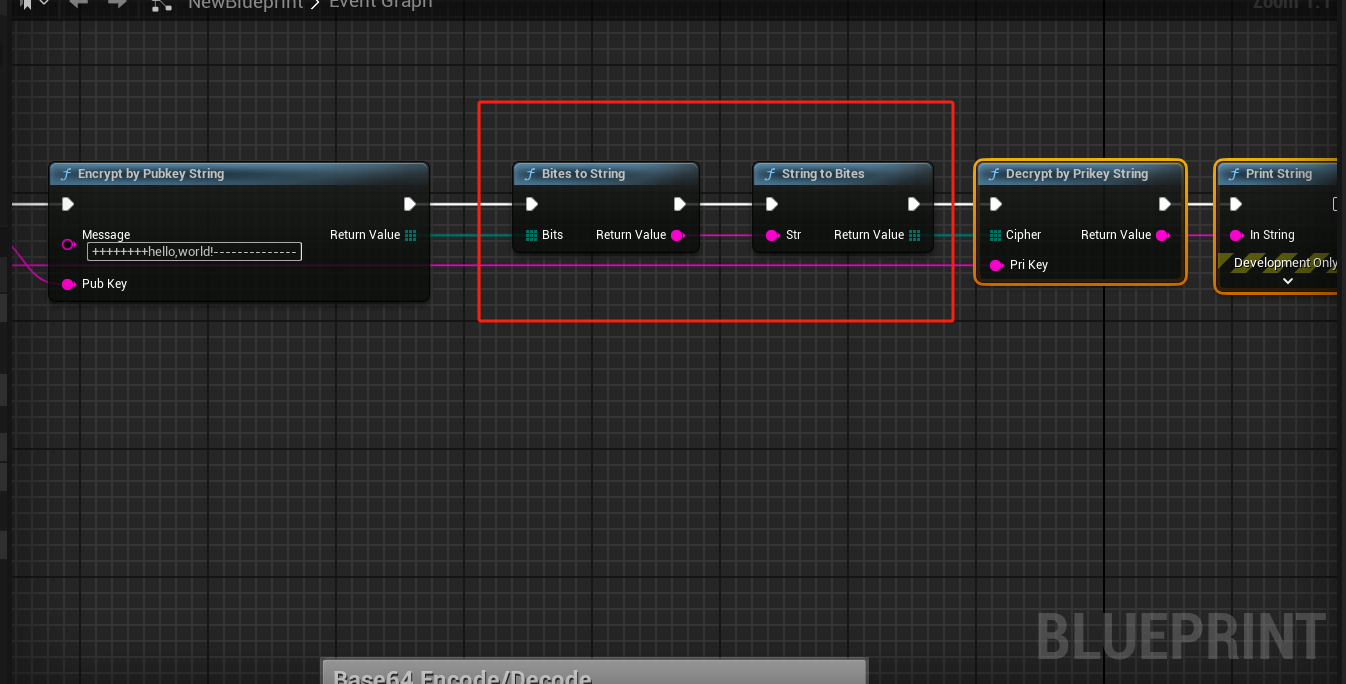 NewBlueprint > Event Graph
Zoom 1:1
f Encrypt by Pubkey String
Message
++++++++hello,world!--------------
Return Value
Pub Key
f Bites to String
Bits
Return Value
f String to Bites
Str
Return Value
f Decrypt by Prikey String
Cipher
Return Value
Pri Key
f Print String
In String
Development Only
BLUEPRINT
Base64 Encode/Decode